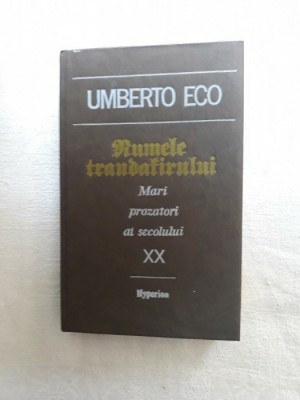 UMBERTO ECO
Numele
trandafirului
Mari
prozatori
ai secolului
XX
Hyperion